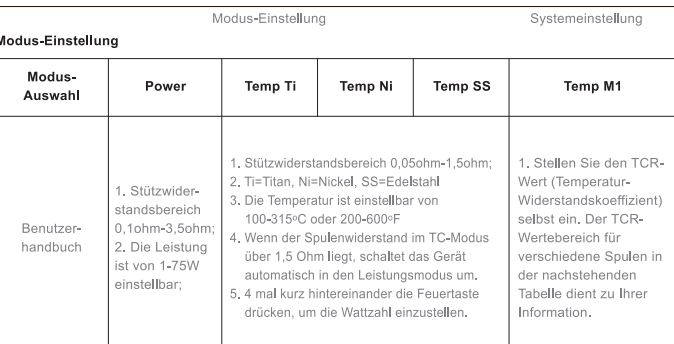 Modus-Einstellung Systemeinstellung
Modus-Einstellung
Modus-Auswahl Power Temp Ti Temp Ni Temp SS Temp M1
Benutzer-
handbuch
1. Stützwider-
standsbereich
0,1ohm-3,5ohm;
2. Die Leistung
ist von 1-75W
einstellbar;
1. Stützwiderstandsbereich 0,05ohm-1,5ohm;
2. Ti=Titan, Ni=Nickel, SS=Edelstahl
3. Die Temperatur ist einstellbar von
100-315ºC oder 200-600ºF
4. Wenn der Spulenwiderstand im TC-Modus
über 1,5 Ohm liegt, schaltet das Gerät
automatisch in den Leistungsmodus um.
5. 4 mal kurz hintereinander die Feuertaste
drücken, um die Wattzahl einzustellen.
1. Stellen Sie den TCR-
Wert (Temperatur-
Widerstandskoeffizient)
selbst ein. Der TCR-
Wertebereich für
verschiedene Spulen in
der nachstehenden
Tabelle dient zu Ihrer
Information.